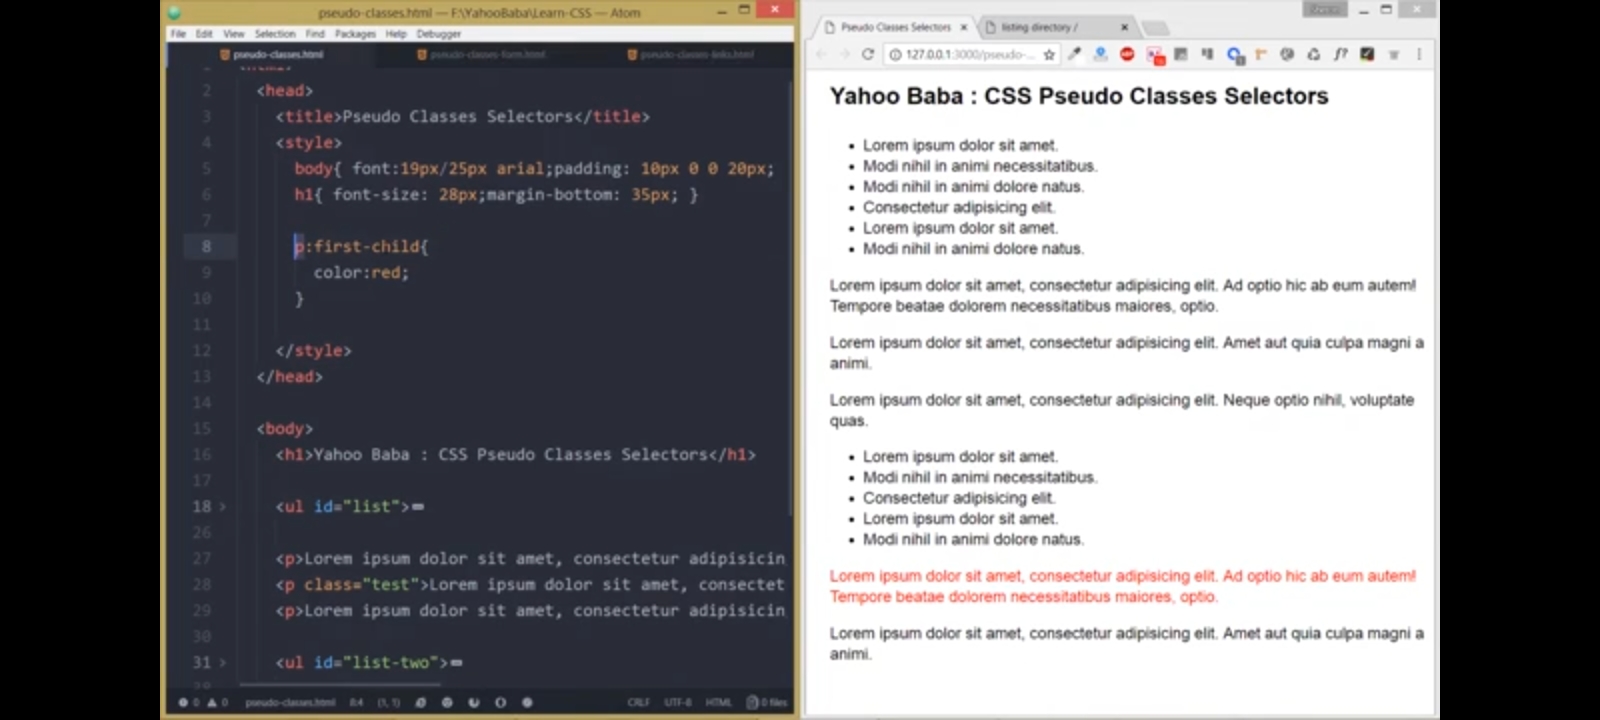 pseudo-classes.html — F:\YahooBaba\Learn-CSS — Atom
File Edit View Selection Find Packages Help Debugger
pseudo-classes.html pseudo-classes-form.html pseudo-classes-links.html
2 <head>
3 <title>Pseudo Classes Selectors</title>
4 <style>
5 body{ font:19px/25px arial;padding: 10px 0 0 20px;
6 h1{ font-size: 28px;margin-bottom: 35px; }
7
8 p:first-child{
9 color:red;
10 }
11
12 </style>
13 </head>
14
15 <body>
16 <h1>Yahoo Baba : CSS Pseudo Classes Selectors</h1>
17
18 <ul id="list">
26
27 <p>Lorem ipsum dolor sit amet, consectetur adipisicin
28 <p class="test">Lorem ipsum dolor sit amet, consectet
29 <p>Lorem ipsum dolor sit amet, consectetur adipisicin
30
31 <ul id="list-two">
0 0 pseudo-classes.html 8:4 (1, 1) CRLF UTF-8 HTML 0 files
Pseudo Classes Selectors listing directory /
127.0.0.1:3000/pseudo-...
Yahoo Baba : CSS Pseudo Classes Selectors
• Lorem ipsum dolor sit amet.
• Modi nihil in animi necessitatibus.
• Modi nihil in animi dolore natus.
• Consectetur adipisicing elit.
• Lorem ipsum dolor sit amet.
• Modi nihil in animi dolore natus.
Lorem ipsum dolor sit amet, consectetur adipisicing elit. Ad optio hic ab eum autem!
Tempore beatae dolorem necessitatibus maiores, optio.
Lorem ipsum dolor sit amet, consectetur adipisicing elit. Amet aut quia culpa magni a
animi.
Lorem ipsum dolor sit amet, consectetur adipisicing elit. Neque optio nihil, voluptate
quas.
• Lorem ipsum dolor sit amet.
• Modi nihil in animi necessitatibus.
• Consectetur adipisicing elit.
• Lorem ipsum dolor sit amet.
• Modi nihil in animi dolore natus.
Lorem ipsum dolor sit amet, consectetur adipisicing elit. Ad optio hic ab eum autem!
Tempore beatae dolorem necessitatibus maiores, optio.
Lorem ipsum dolor sit amet, consectetur adipisicing elit. Amet aut quia culpa magni a
animi.